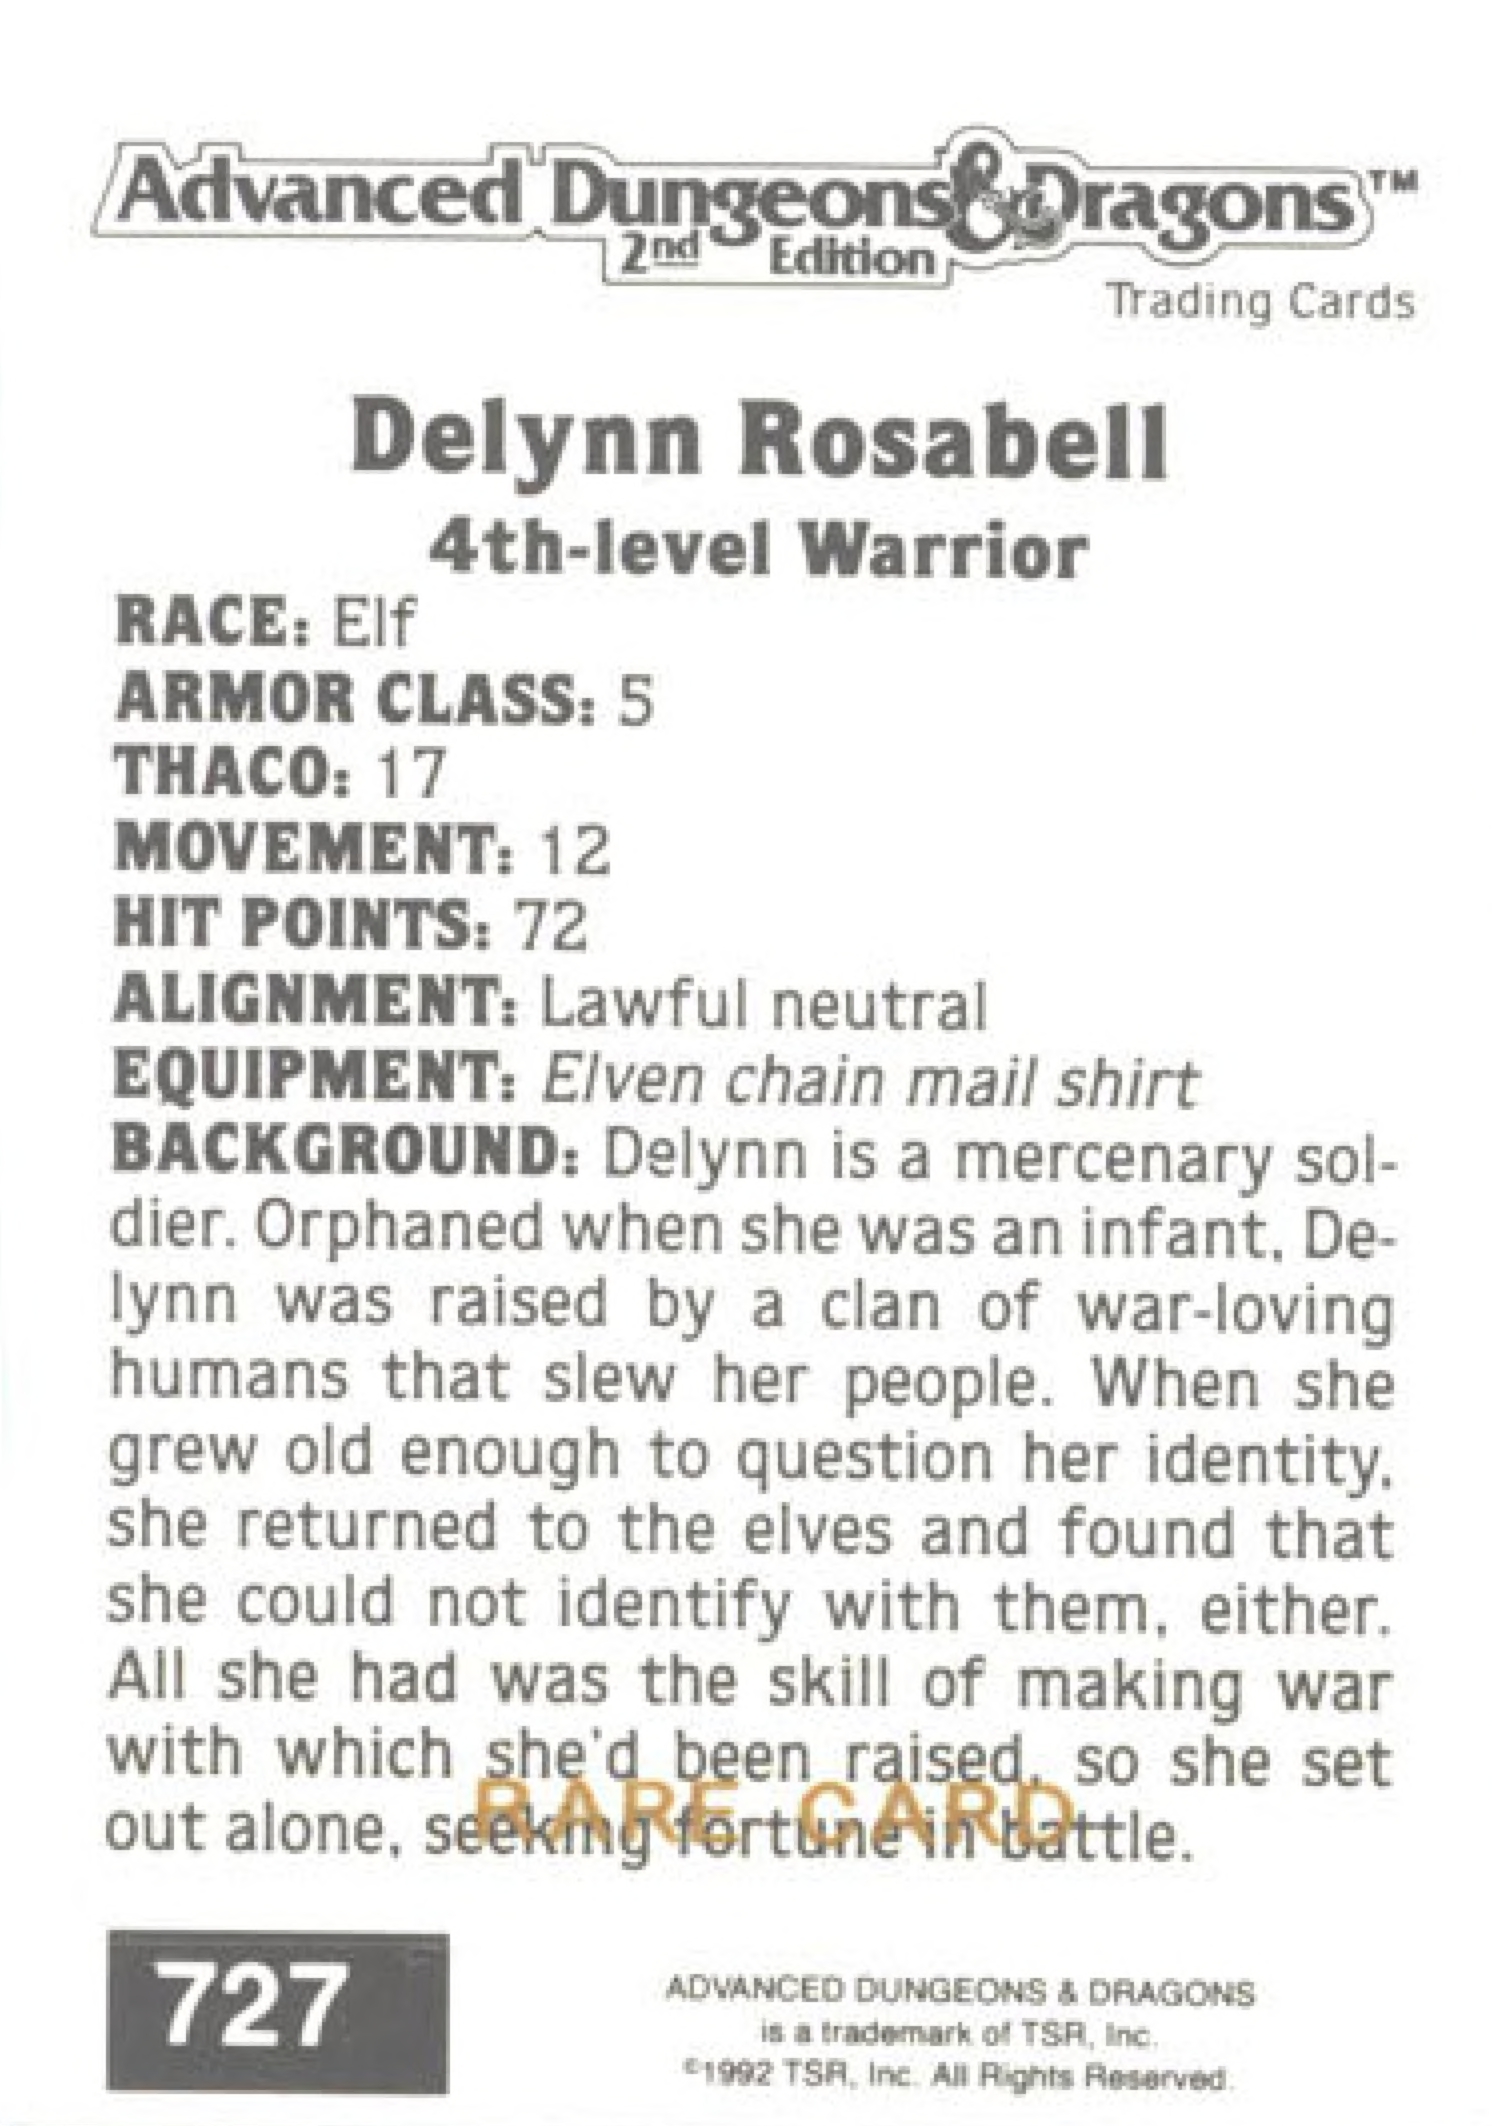 Advanced Dungeons & Dragons™
2nd Edition
Trading Cards
Delynn Rosabell
4th-level Warrior
RACE: Elf
ARMOR CLASS: 5
THACO: 17
MOVEMENT: 12
HIT POINTS: 72
ALIGNMENT: Lawful neutral
EQUIPMENT: Elven chain mail shirt
BACKGROUND: Delynn is a mercenary sol-
dier. Orphaned when she was an infant, De-
lynn was raised by a clan of war-loving
humans that slew her people. When she
grew old enough to question her identity,
she returned to the elves and found that
she could not identify with them, either.
All she had was the skill of making war
with which she'd been raised, so she set
out alone, seeking fortune in battle.
RARE CARD
727
ADVANCED DUNGEONS & DRAGONS
is a trademark of TSR, Inc.
©1992 TSR, Inc. All Rights Reserved.